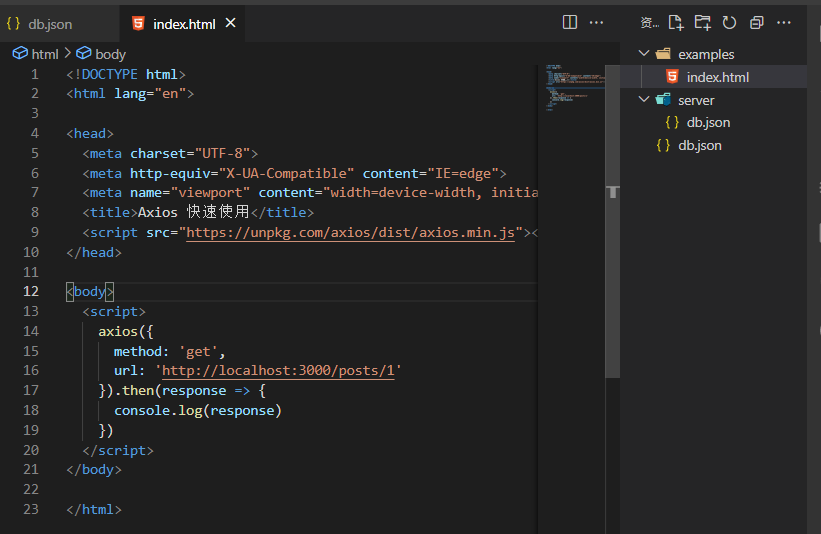 db.json
index.html
资...
html > body
examples
index.html
server
db.json
db.json
1 <!DOCTYPE html>
2 <html lang="en">
3
4 <head>
5 <meta charset="UTF-8">
6 <meta http-equiv="X-UA-Compatible" content="IE=edge">
7 <meta name="viewport" content="width=device-width, initia
8 <title>Axios 快速使用</title>
9 <script src="https://unpkg.com/axios/dist/axios.min.js"><
10 </head>
11
12 <body>
13 <script>
14 axios({
15 method: 'get',
16 url: 'http://localhost:3000/posts/1'
17 }).then(response => {
18 console.log(response)
19 })
20 </script>
21 </body>
22
23 </html>